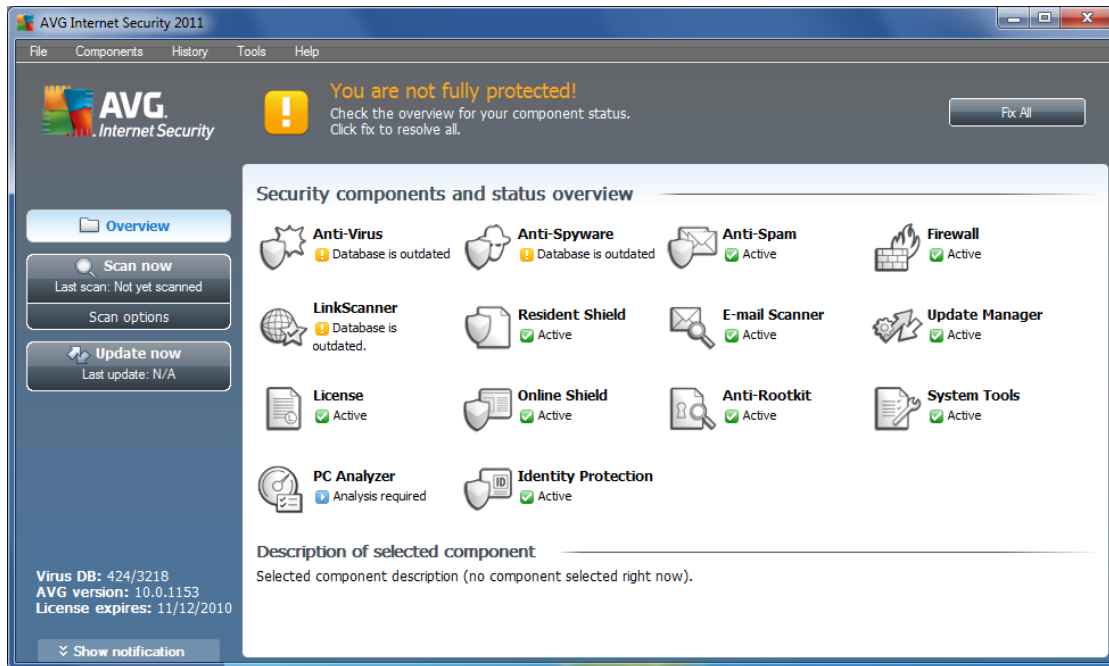 AVG Internet Security 2011
File Components History Tools Help
AVG.
Internet Security
You are not fully protected!
Check the overview for your component status.
Click fix to resolve all.
Fix All
Overview
Scan now
Last scan: Not yet scanned
Scan options
Update now
Last update: N/A
Security components and status overview
Anti-Virus
Database is outdated
Anti-Spyware
Database is outdated
Anti-Spam
Active
Firewall
Active
LinkScanner
Database is
outdated.
Resident Shield
Active
E-mail Scanner
Active
Update Manager
Active
License
Active
Online Shield
Active
Anti-Rootkit
Active
System Tools
Active
PC Analyzer
Analysis required
Identity Protection
Active
Description of selected component
Selected component description (no component selected right now).
Virus DB: 424/3218
AVG version: 10.0.1153
License expires: 11/12/2010
Show notification